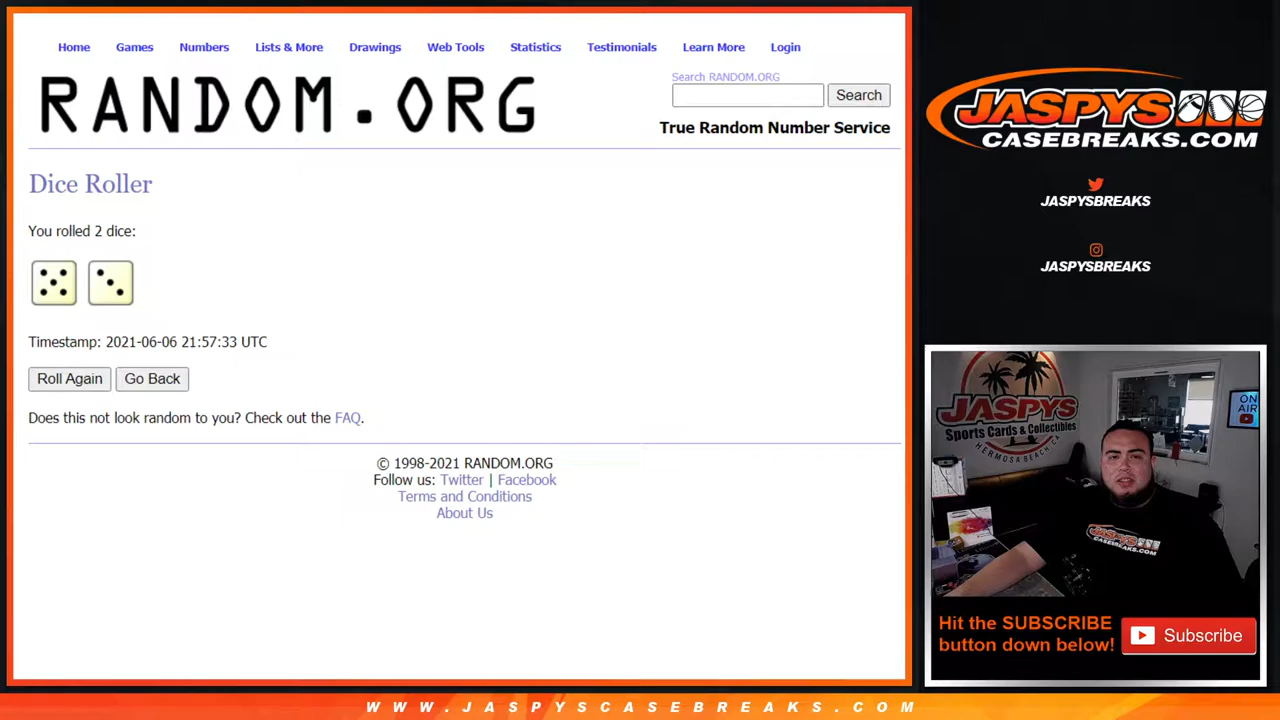 Home Games Numbers Lists & More Drawings Web Tools Statistics Testimonials Learn More Login
RANDOM.ORG
Search RANDOM.ORG
Search
True Random Number Service
Dice Roller
You rolled 2 dice:
Timestamp: 2021-06-06 21:57:33 UTC
Roll Again Go Back
Does this not look random to you? Check out the FAQ.
© 1998-2021 RANDOM.ORG
Follow us: Twitter | Facebook
Terms and Conditions
About Us
JASPYS
CASEBREAKS.COM
JASPYSBREAKS
JASPYSBREAKS
JASPYS
Sports Cards & Collectibles
HERMOSA BEACH, CA
ON
AIR
JASPYS
CASEBREAKS.COM
Hit the SUBSCRIBE
button down below!
Subscribe
WWW.JASPYSCASEBREAKS.COM